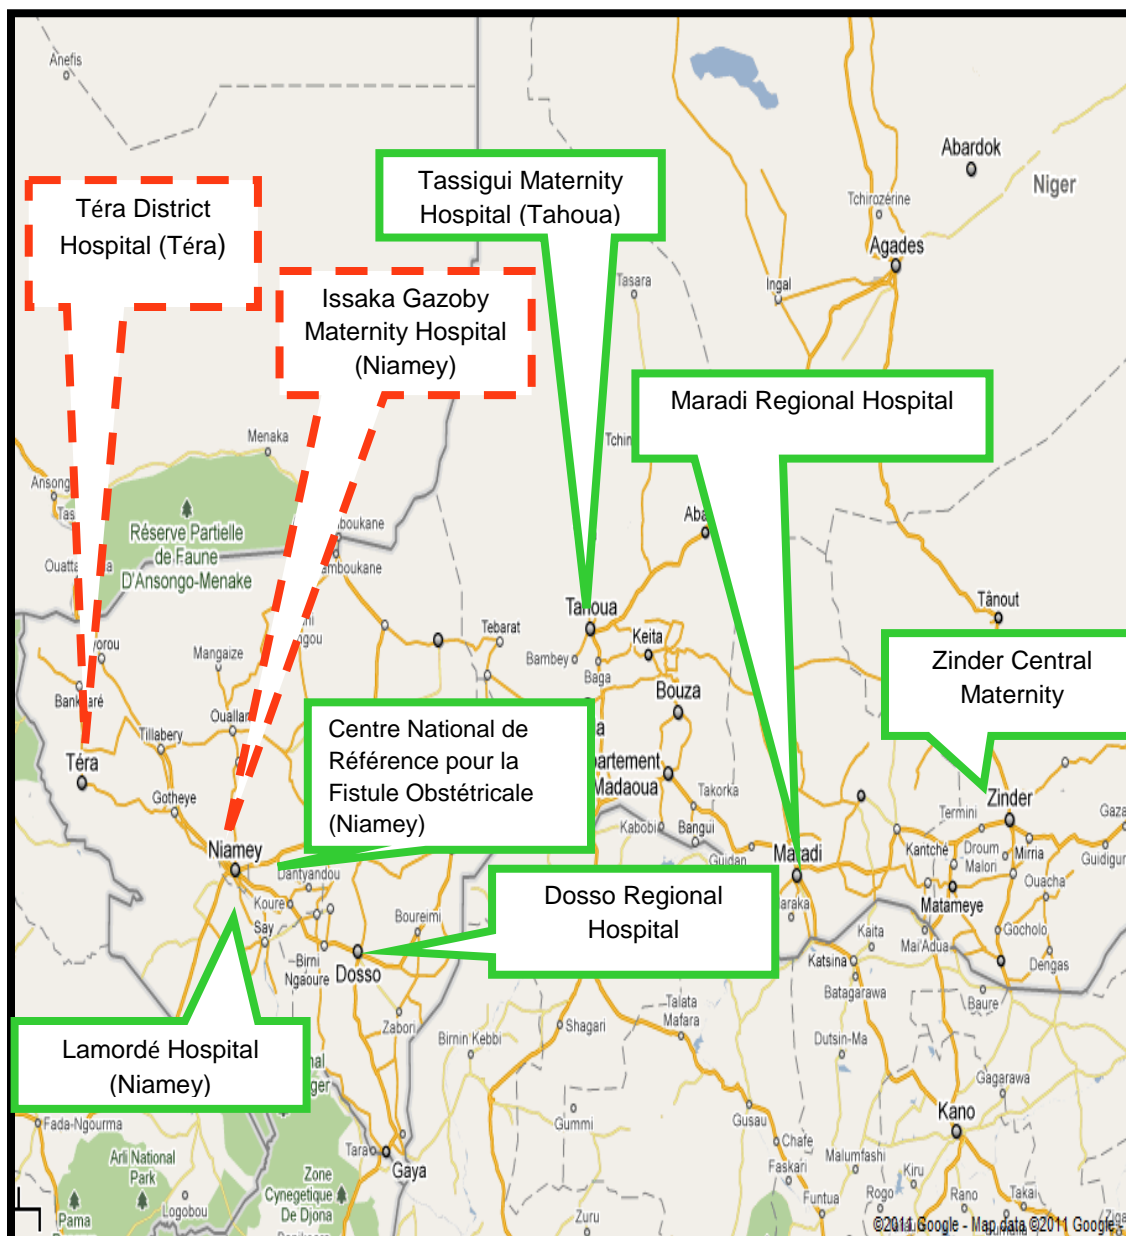 Anefis
Abardok
Niger
Tchirozérine
Agades
Ingal
Tasara
Tassigui Maternity
Hospital (Tahoua)
Téra District
Hospital (Téra)
Issaka Gazoby
Maternity Hospital
(Niamey)
Maradi Regional Hospital
Menaka
Réserve Partielle
de Faune
D'Ansongo-Menake
Tahoua
Keita
Bambey
Baga
Bouza
Tebarat
Mangaize
Tillabery
Téra
Gotheye
Tânout
Zinder Central
Maternity
Centre National de
Référence pour la
Fistule Obstétricale
(Niamey)
Madaoua
Takorka
Kabobi
Bangui
Guidan
Maradi
Zinder
Termini
Kantché
Droum
Malori
Mirria
Ouacha
Matameye
Gocholo
Mai'Adua
Dengas
Baure
Niamey
Dantyandou
Koure
Say
Birni
Ngaoure
Boureimi
Dosso
Dosso Regional
Hospital
Zabori
Kaita
Katsina
Batagarawa
Lamordé Hospital
(Niamey)
Birnin Kebbi
Shagari
Talata
Mafara
Dutsin-Ma
Gagarawa
Kano
Gusau
Gummi
Chafe
Faskari
Malumfashi
Kiru
Funtua
Rogo
Rano
Takai
Zuru
Fada-Ngourma
Arli National
Park
Pama
Logobou
Tarao
Gaya
Zone
Cynegetique
De Djona
©2011 Google - Map data ©2011 Google -